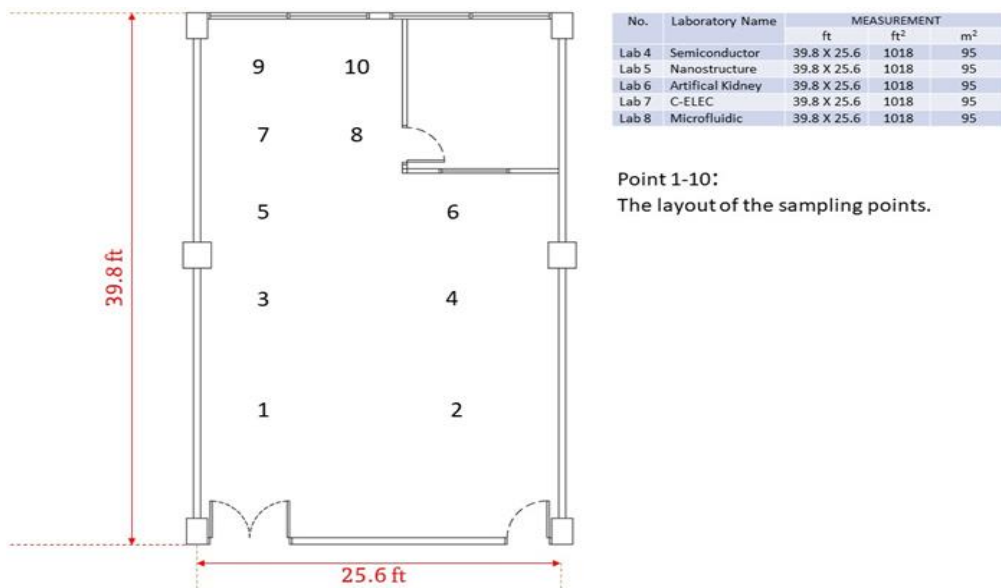 9 10
7 8
5 6
3 4
1 2
39.8 ft
25.6 ft
No. Laboratory Name MEASUREMENT
ft ft² m²
Lab 4 Semiconductor 39.8 X 25.6 1018 95
Lab 5 Nanostructure 39.8 X 25.6 1018 95
Lab 6 Artifical Kidney 39.8 X 25.6 1018 95
Lab 7 C-ELEC 39.8 X 25.6 1018 95
Lab 8 Microfluidic 39.8 X 25.6 1018 95
Point 1-10:
The layout of the sampling points.